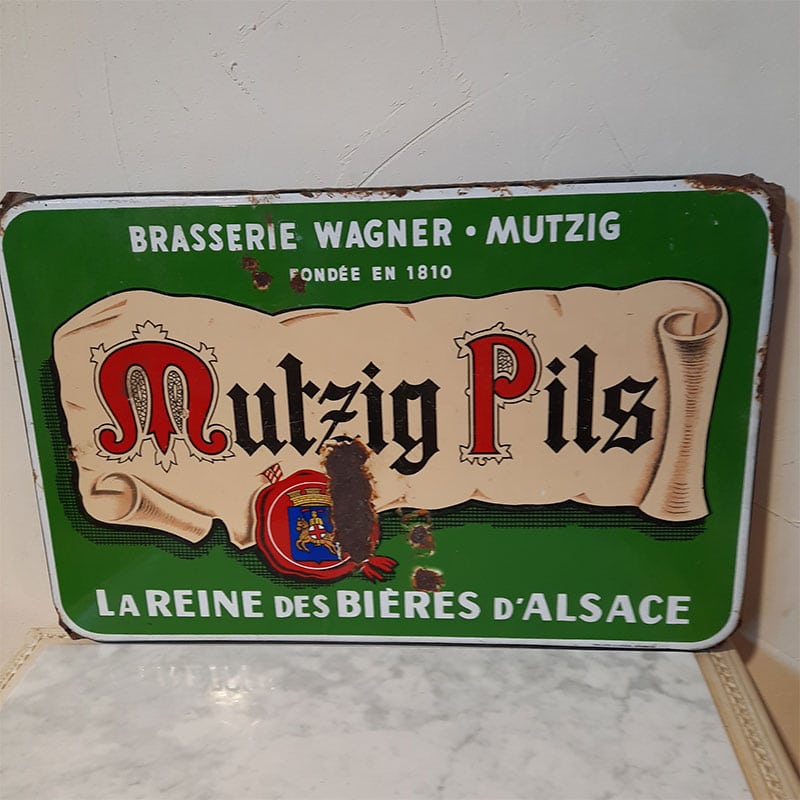 BRASSERIE WAGNER • MUTZIG
FONDÉE EN 1810
Mutzig Pils
LA REINE DES BIÈRES D'ALSACE